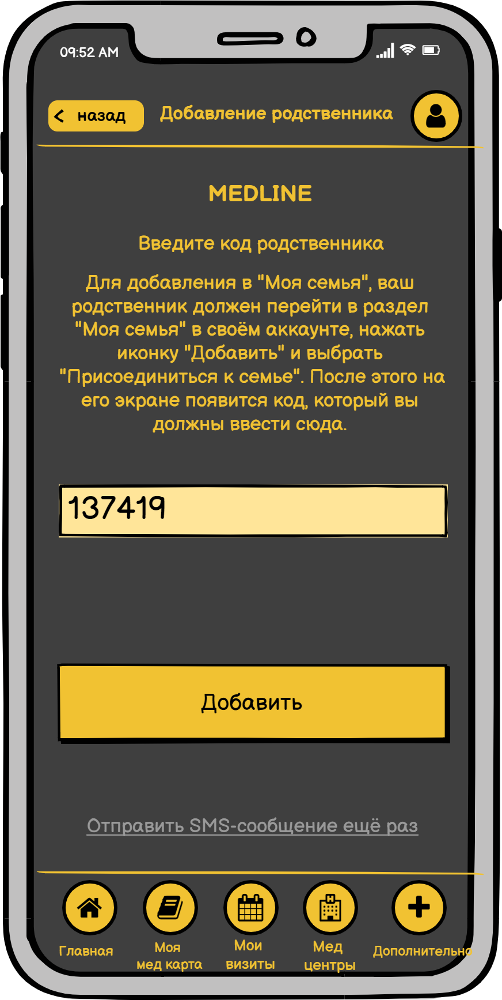 09:52 AM
назад
Добавление родственника
MEDLINE
Введите код родственника
Для добавления в "Моя семья", ваш
родственник должен перейти в раздел
"Моя семья" в своём аккаунте, нажать
иконку "Добавить" и выбрать
"Присоединиться к семье". После этого на
его экране появится код, который вы
должны ввести сюда.
137419
Добавить
Отправить SMS-сообщение ещё раз
Главная
Моя
мед карта
Мои
визиты
Мед
центры
Дополнительно